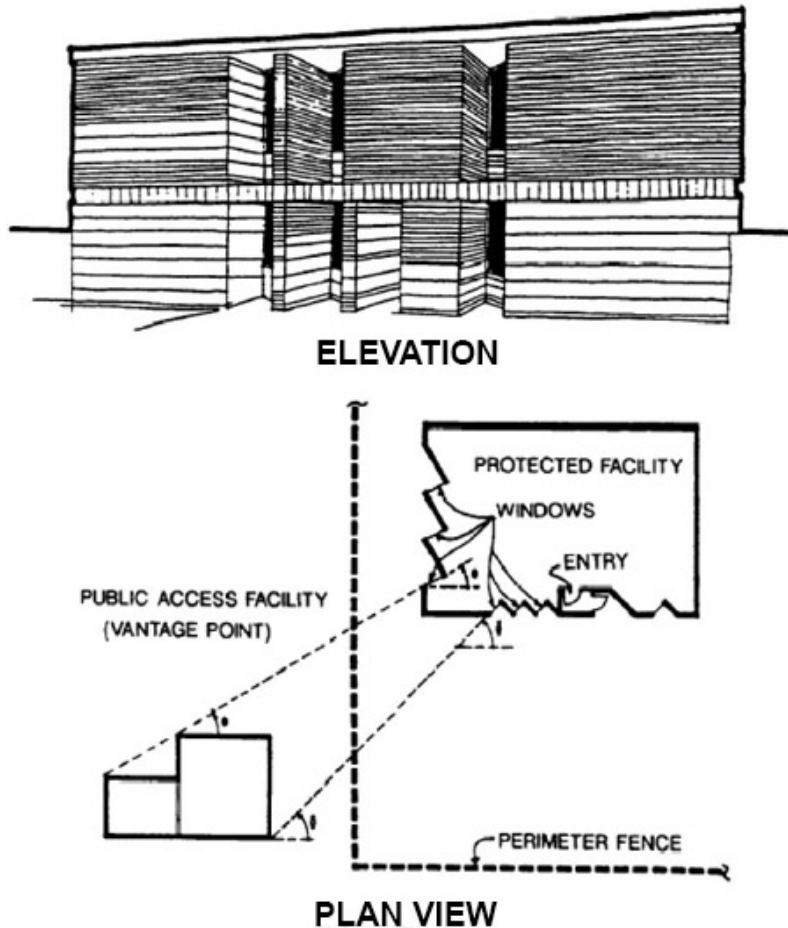 ELEVATION
PROTECTED FACILITY
WINDOWS
ENTRY
PUBLIC ACCESS FACILITY
(VANTAGE POINT)
PERIMETER FENCE
PLAN VIEW